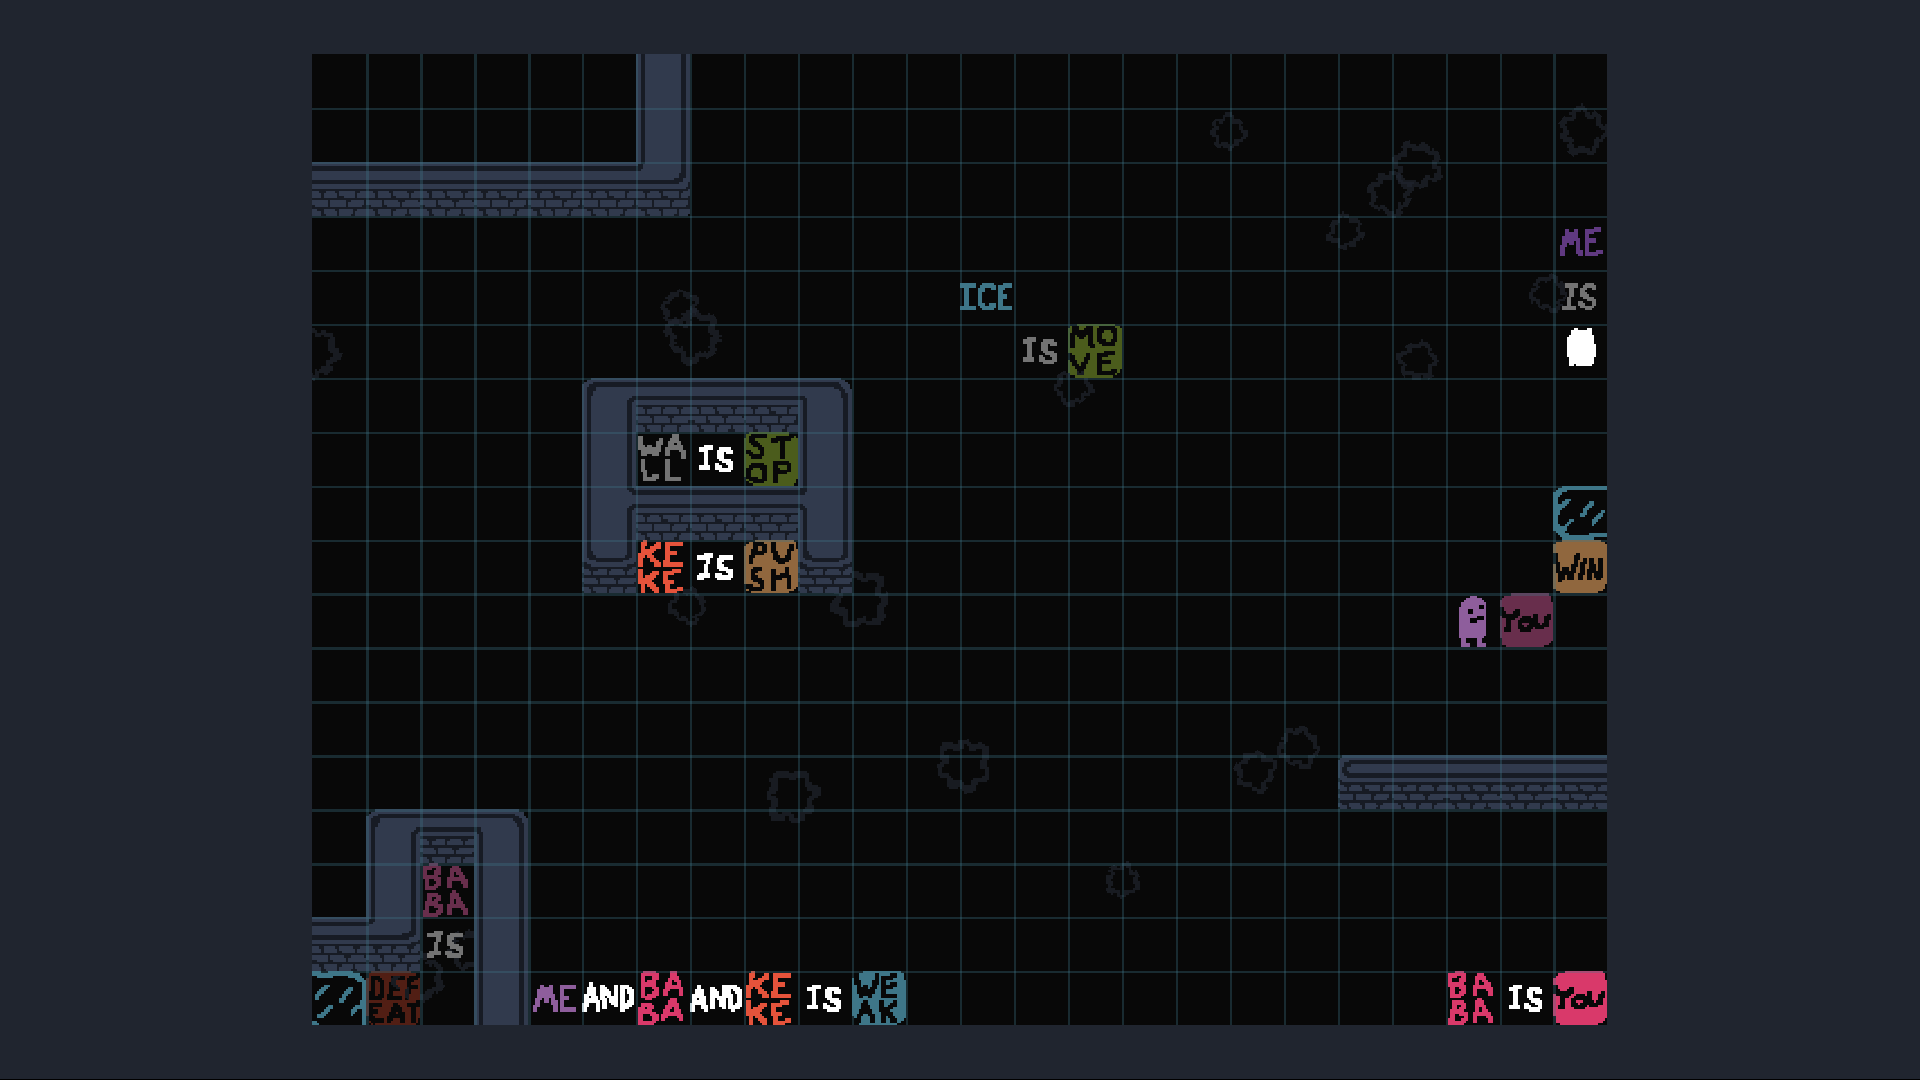 ME
ICE IS
IS MOVE
WALL IS STOP
KEKE IS PUSH
WIN
YOU
BABA
IS
DEFEAT ME AND BABA AND KEKE IS WEAK BABA IS YOU